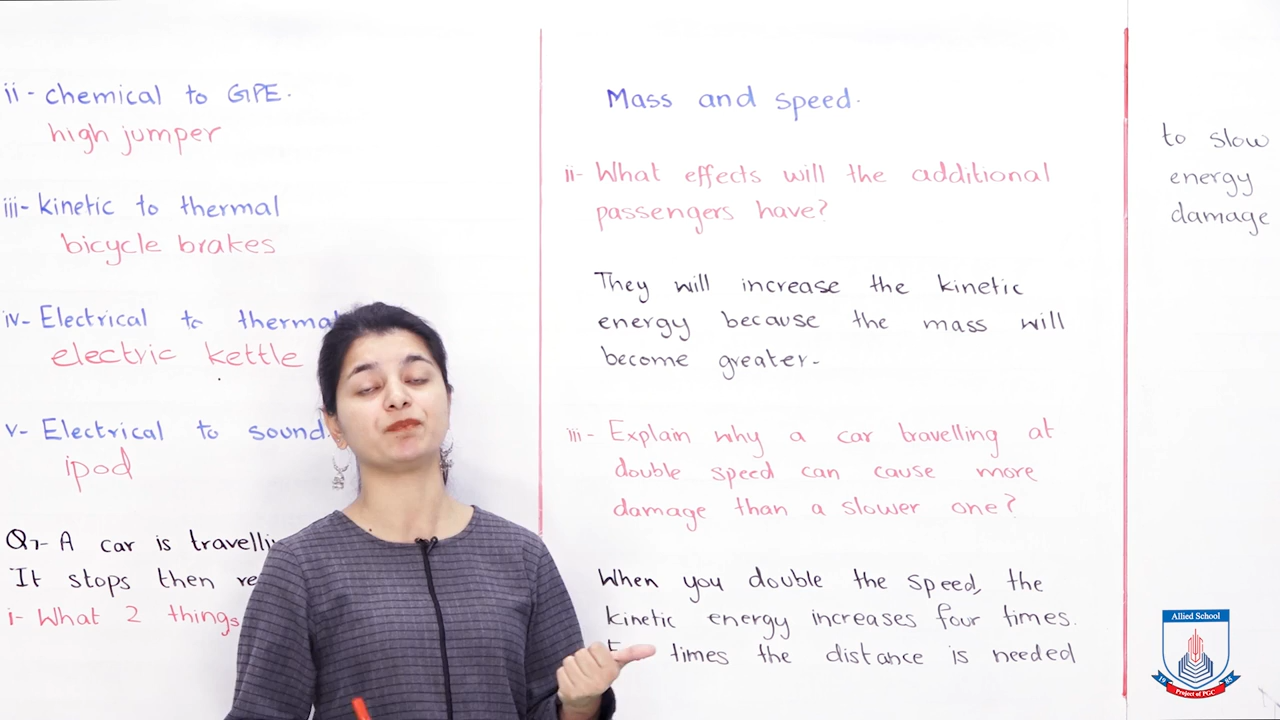 ii - chemical to GPE.
high jumper
iii- kinetic to thermal
bicycle brakes
iv- Electrical to thermal
electric kettle
v- Electrical to sound.
ipod
Q7- A car is
It stops then
i- What 2 things
Mass and speed.
ii- What effects will the additional
passengers have?
They will increase the kinetic
energy because the mass will
become greater-
iii - Explain why a car travelling at
double speed can cause more
damage than a slower one?
When you double the speed, the
kinetic energy increases four times.
times the distance is needed
to slow
energy
damage
Allied School
1985
Project of PGC